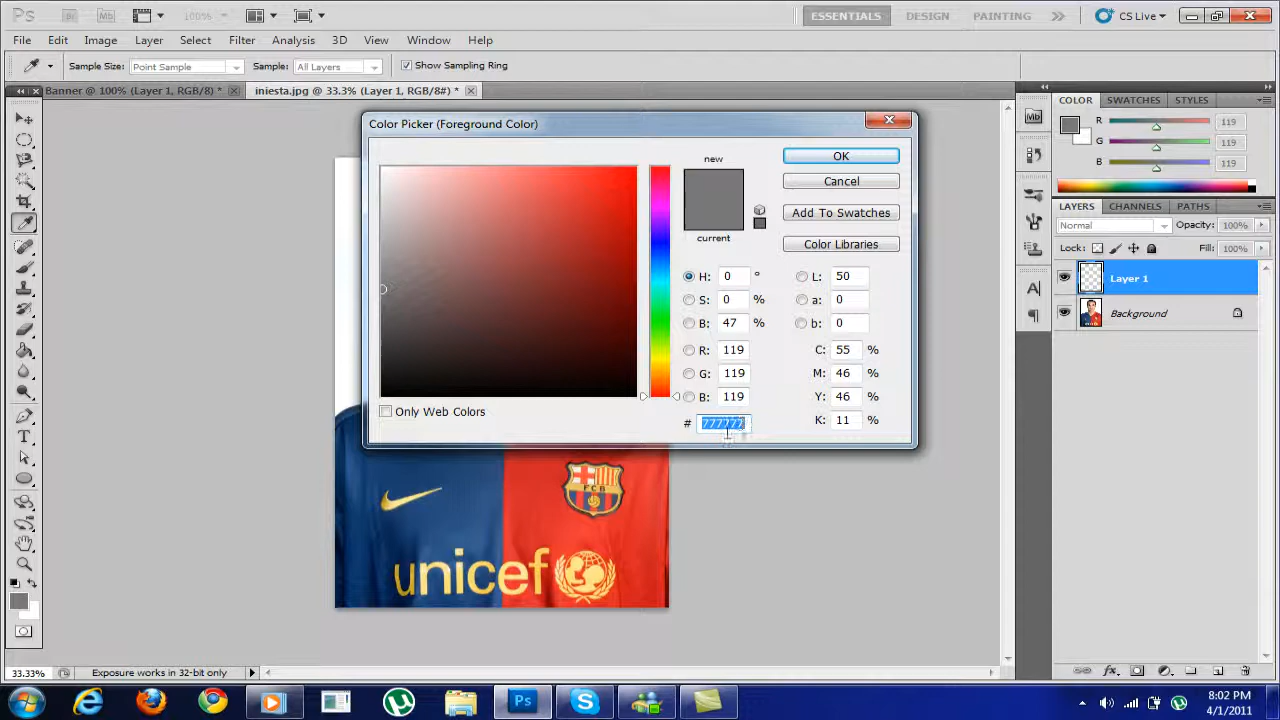 Ps Br Mb 100% ESSENTIALS DESIGN PAINTING CS Live
File Edit Image Layer Select Filter Analysis 3D View Window Help
Sample Size: Point Sample Sample: All Layers Show Sampling Ring
Banner @ 100% (Layer 1, RGB/8) * iniesta.jpg @ 33.3% (Layer 1, RGB/8#) *
Color Picker (Foreground Color)
new
current
OK
Cancel
Add To Swatches
Color Libraries
H: 0 ° L: 50
S: 0 % a: 0
B: 47 % b: 0
R: 119 C: 55 %
G: 119 M: 46 %
B: 119 Y: 46 %
# 777777 K: 11 %
Only Web Colors
COLOR SWATCHES STYLES
R 119
G 119
B 119
LAYERS CHANNELS PATHS
Normal Opacity: 100%
Lock: Fill: 100%
Layer 1
Background
FCB
unicef
33.33% Exposure works in 32-bit only
Ps
8:02 PM
4/1/2011